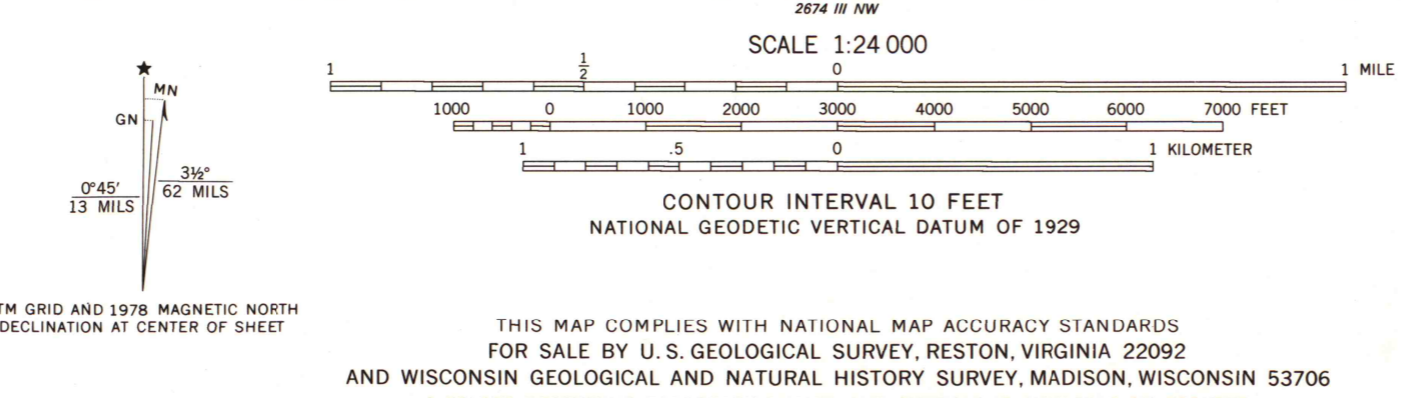 2674 III NW
SCALE 1:24 000
1 ½ 0 1 MILE
1000 0 1000 2000 3000 4000 5000 6000 7000 FEET
1 .5 0 1 KILOMETER
CONTOUR INTERVAL 10 FEET
NATIONAL GEODETIC VERTICAL DATUM OF 1929
★
MN
GN
0°45′
13 MILS
3½°
62 MILS
TM GRID AND 1978 MAGNETIC NORTH
DECLINATION AT CENTER OF SHEET
THIS MAP COMPLIES WITH NATIONAL MAP ACCURACY STANDARDS
FOR SALE BY U.S. GEOLOGICAL SURVEY, RESTON, VIRGINIA 22092
AND WISCONSIN GEOLOGICAL AND NATURAL HISTORY SURVEY, MADISON, WISCONSIN 53706